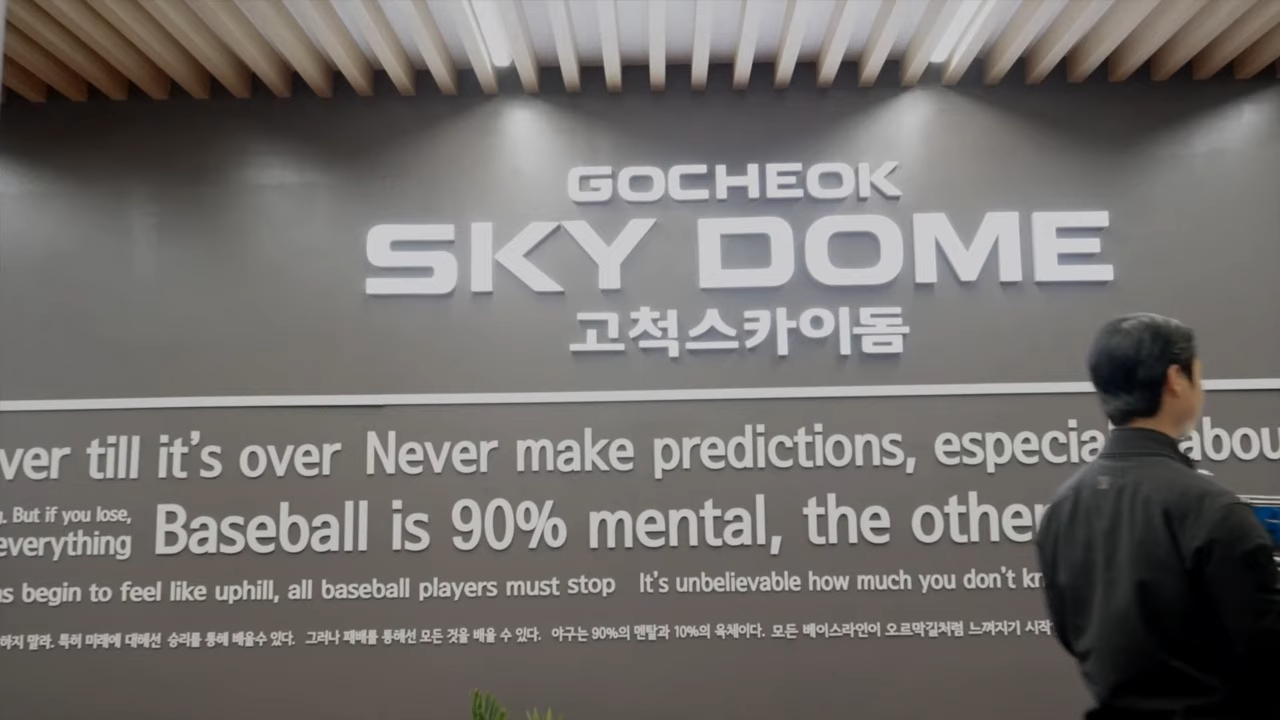 GOCHEOK
SKY DOME
고척스카이돔
ver till it's over Never make predictions, especia abou
. But if you lose,
everything
Baseball is 90% mental, the other
s begin to feel like uphill, all baseball players must stop It's unbelievable how much you don't kn
하지 말라. 특히 미래에 대해선 승리를 통해 배울수 있다. 그러나 패배를 통해선 모든 것을 배울 수 있다. 야구는 90%의 멘탈과 10%의 육체이다. 모든 베이스라인이 오르막길처럼 느껴지기 시작